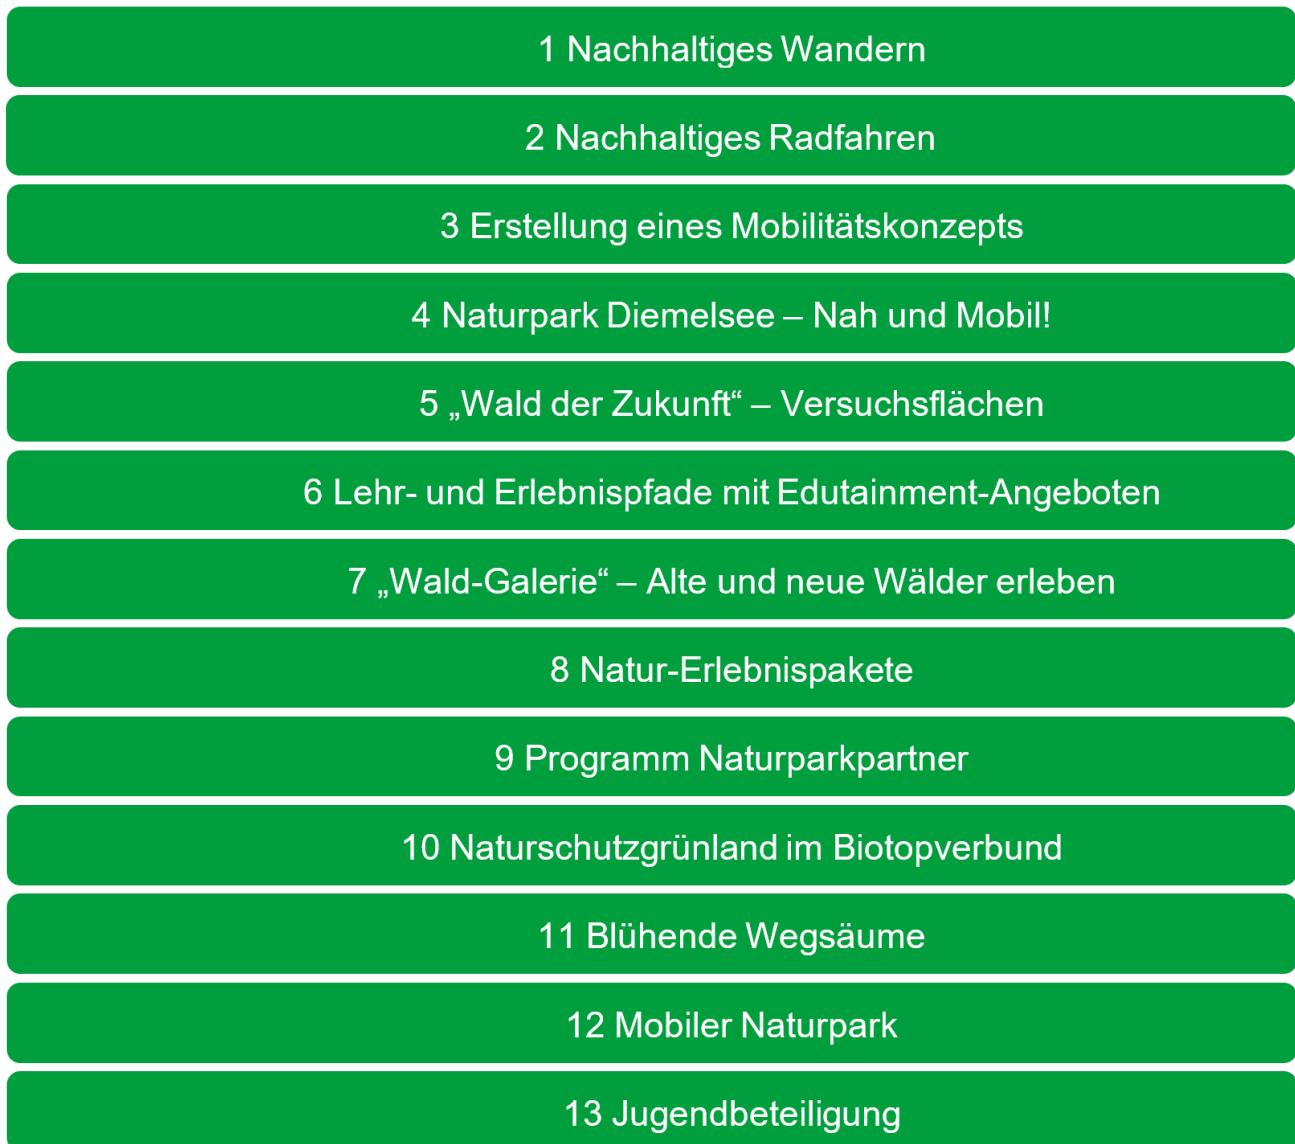 1 Nachhaltiges Wandern
2 Nachhaltiges Radfahren
3 Erstellung eines Mobilitätskonzepts
4 Naturpark Diemelsee – Nah und Mobil!
5 „Wald der Zukunft“ – Versuchsflächen
6 Lehr- und Erlebnispfade mit Edutainment-Angeboten
7 „Wald-Galerie“ – Alte und neue Wälder erleben
8 Natur-Erlebnispakete
9 Programm Naturparkpartner
10 Naturschutzgrünland im Biotopverbund
11 Blühende Wegsäume
12 Mobiler Naturpark
13 Jugendbeteiligung